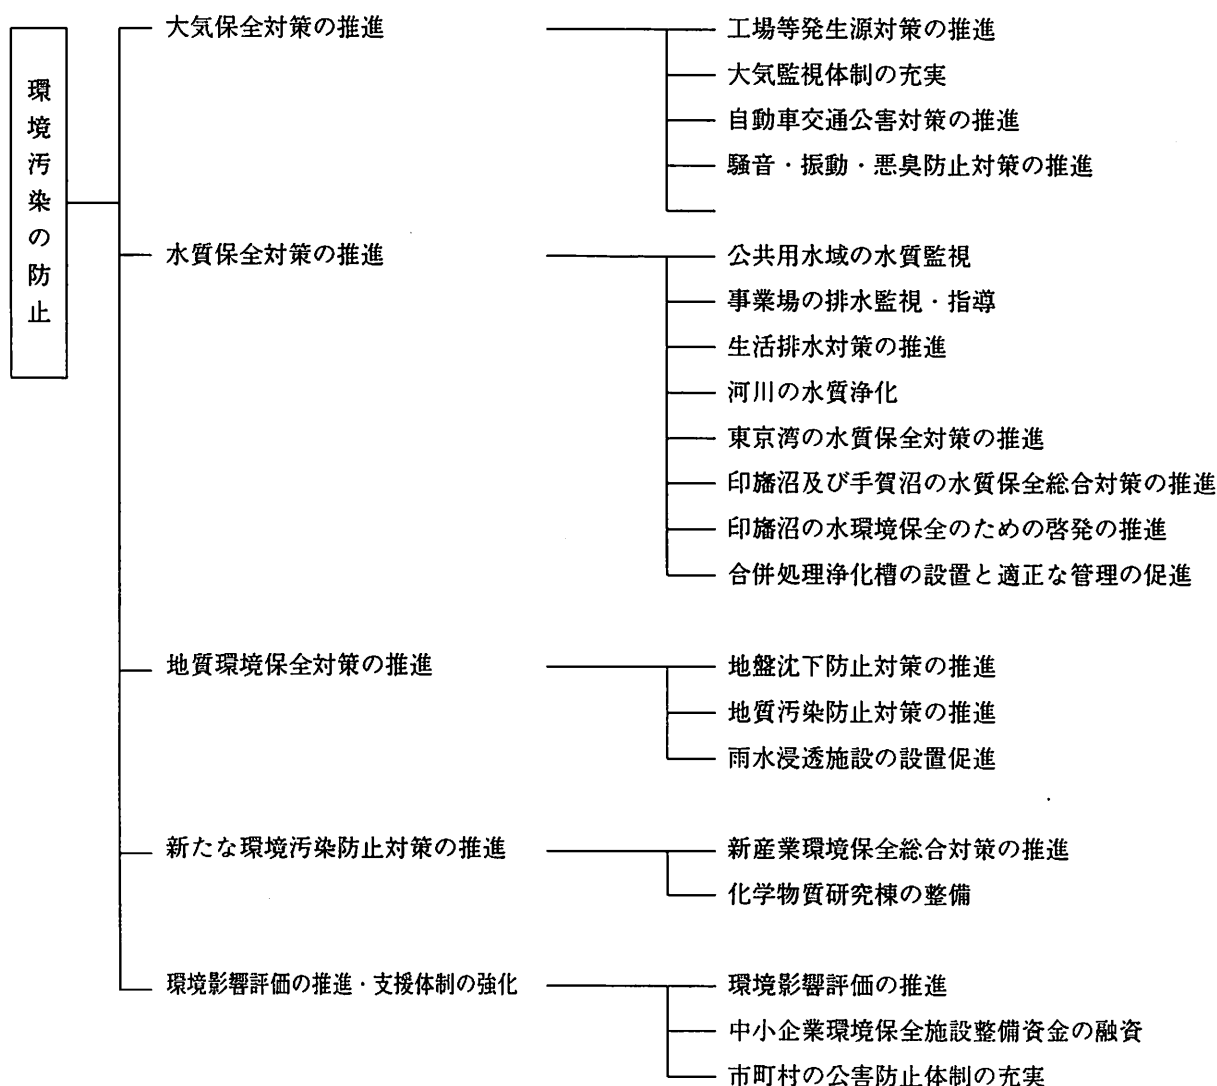 環境汚染の防止
大気保全対策の推進
工場等発生源対策の推進
大気監視体制の充実
自動車交通公害対策の推進
騒音・振動・悪臭防止対策の推進
水質保全対策の推進
公共用水域の水質監視
事業場の排水監視・指導
生活排水対策の推進
河川の水質浄化
東京湾の水質保全対策の推進
印旛沼及び手賀沼の水質保全総合対策の推進
印旛沼の水環境保全のための啓発の推進
合併処理浄化槽の設置と適正な管理の促進
地質環境保全対策の推進
地盤沈下防止対策の推進
地質汚染防止対策の推進
雨水浸透施設の設置促進
新たな環境汚染防止対策の推進
新産業環境保全総合対策の推進
化学物質研究棟の整備
環境影響評価の推進・支援体制の強化
環境影響評価の推進
中小企業環境保全施設整備資金の融資
市町村の公害防止体制の充実